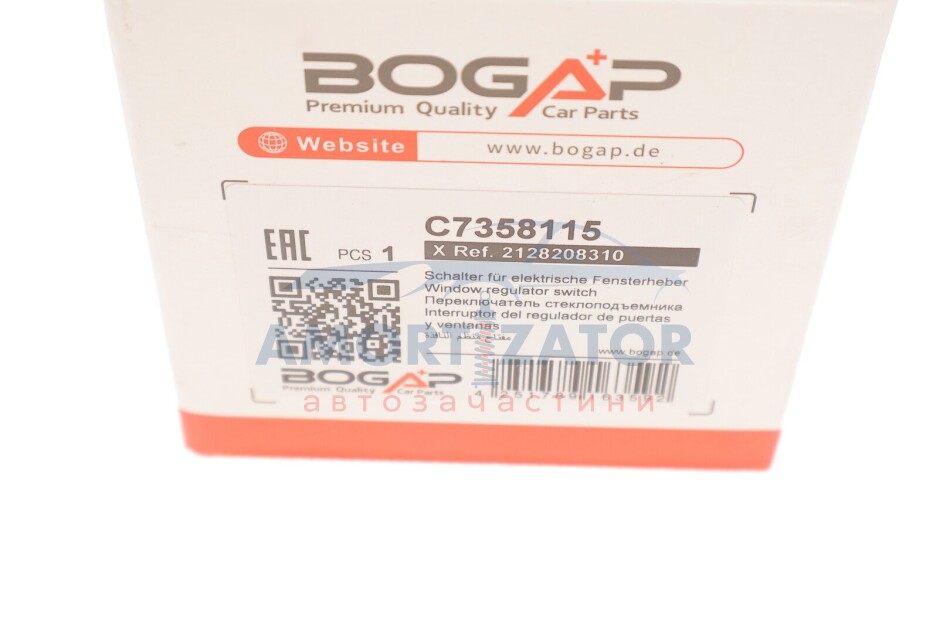 BOGAP
Premium Quality Car Parts
Website www.bogap.de
C7358115
EAC PCS 1 X Ref. 2128208310
Schalter für elektrische Fensterheber
Window regulator switch
Переключатель стеклоподъемника
Interruptor del regulador de puertas
y ventanas
AMORTIZATOR
www.bogap.de
BOGAP
Premium Quality Car Parts
автозачастини